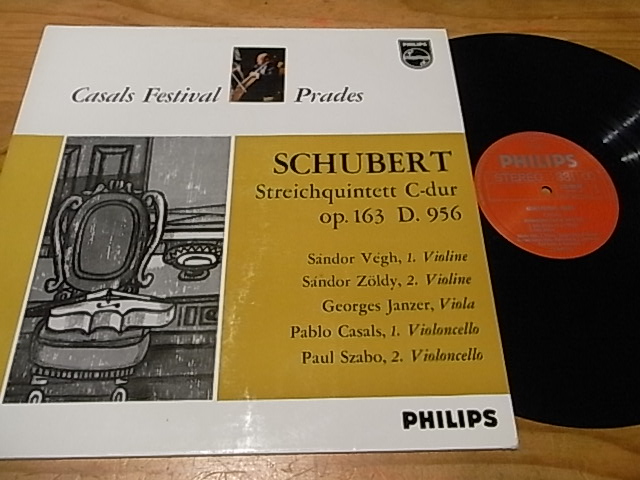 PHILIPS
Casals Festival Prades
SCHUBERT
Streichquintett C-dur
op. 163 D. 956
Sándor Végh, 1. Violine
Sándor Zöldy, 2. Violine
Georges Janzer, Viola
Pablo Casals, 1. Violoncello
Paul Szabo, 2. Violoncello
PHILIPS
PHILIPS
STEREO